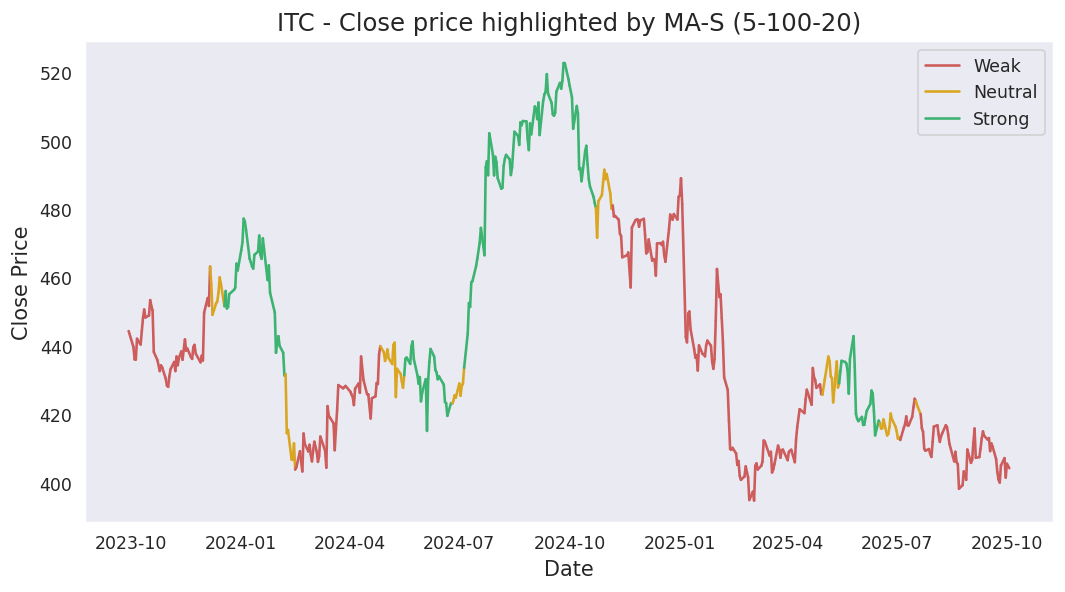 ITC - Close price highlighted by MA-S (5-100-20)
Weak
Neutral
Strong
Close Price
520
500
480
460
440
420
400
2023-10 2024-01 2024-04 2024-07 2024-10 2025-01 2025-04 2025-07 2025-10
Date